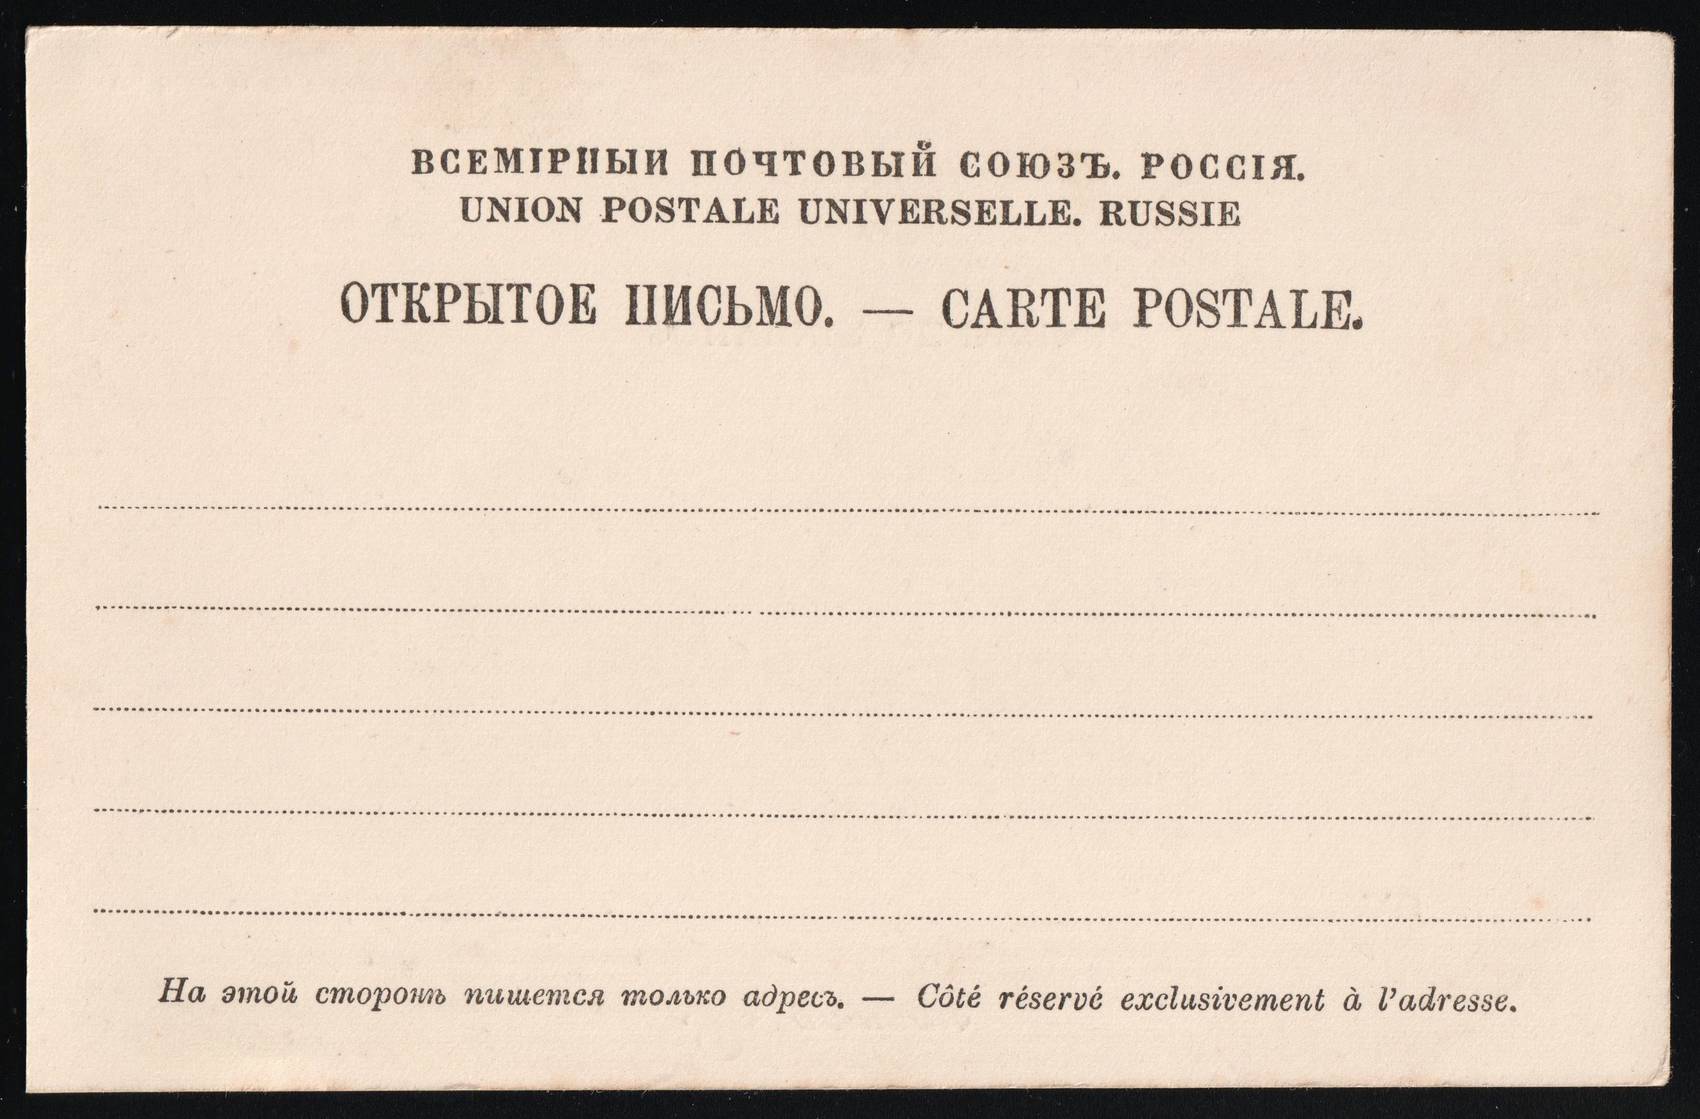 ВСЕМІРНЫИ ПОЧТОВЫЙ СОЮЗЪ. РОССІЯ.
UNION POSTALE UNIVERSELLE. RUSSIE
ОТКРЫТОЕ ПИСЬМО. — CARTE POSTALE.
На этой сторонѣ пишется только адресъ. — Côté réservé exclusivement à l'adresse.